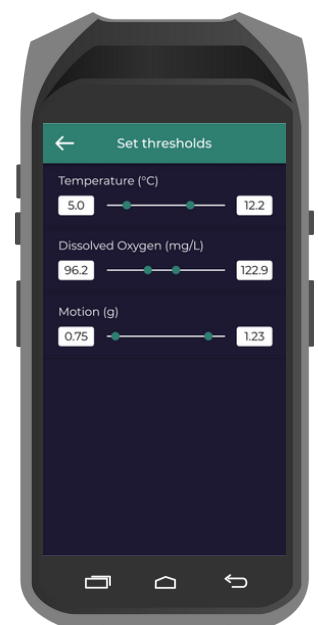 Set thresholds
Temperature (°C)
5.0 12.2
Dissolved Oxygen (mg/L)
96.2 122.9
Motion (g)
0.75 1.23